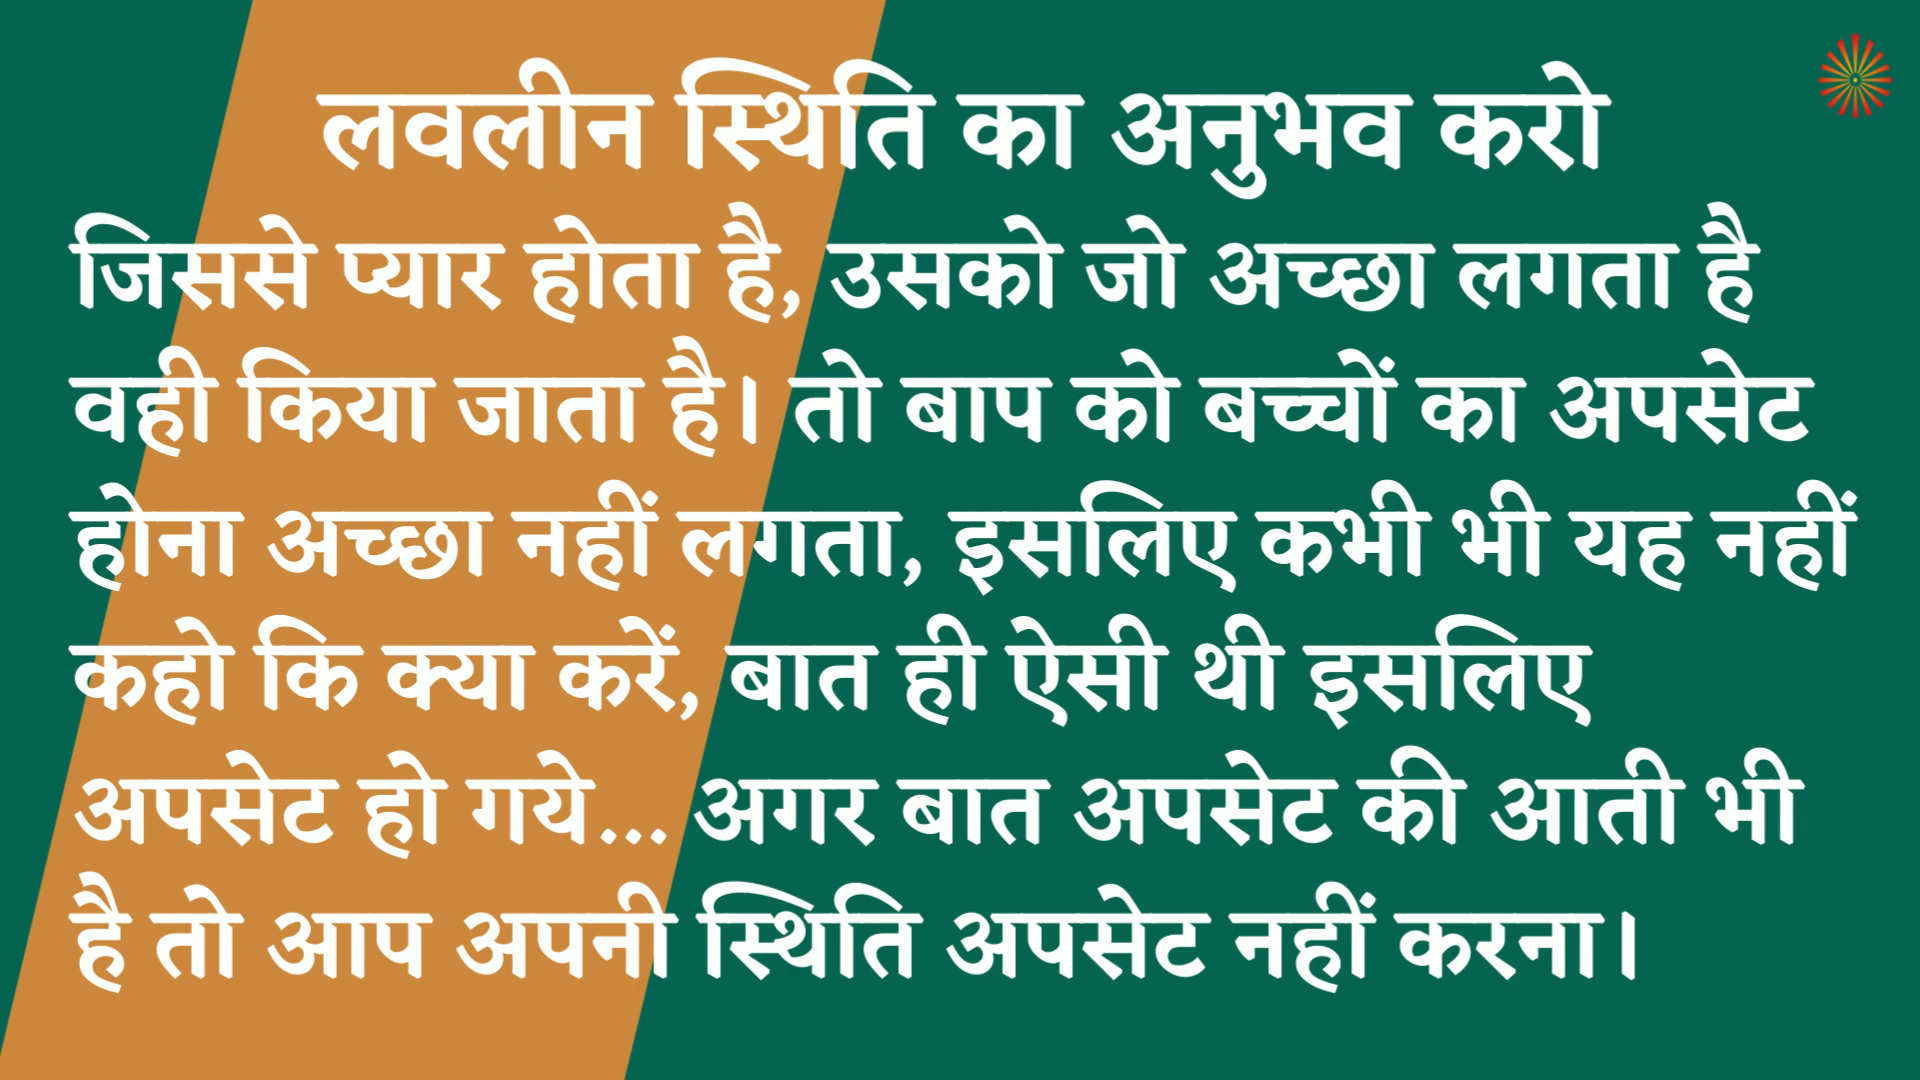 लवलीन स्थिति का अनुभव करो
जिससे प्यार होता है, उसको जो अच्छा लगता है
वही किया जाता है। तो बाप को बच्चों का अपसेट
होना अच्छा नहीं लगता, इसलिए कभी भी यह नहीं
कहो कि क्या करें, बात ही ऐसी थी इसलिए
अपसेट हो गये... अगर बात अपसेट की आती भी
है तो आप अपनी स्थिति अपसेट नहीं करना।